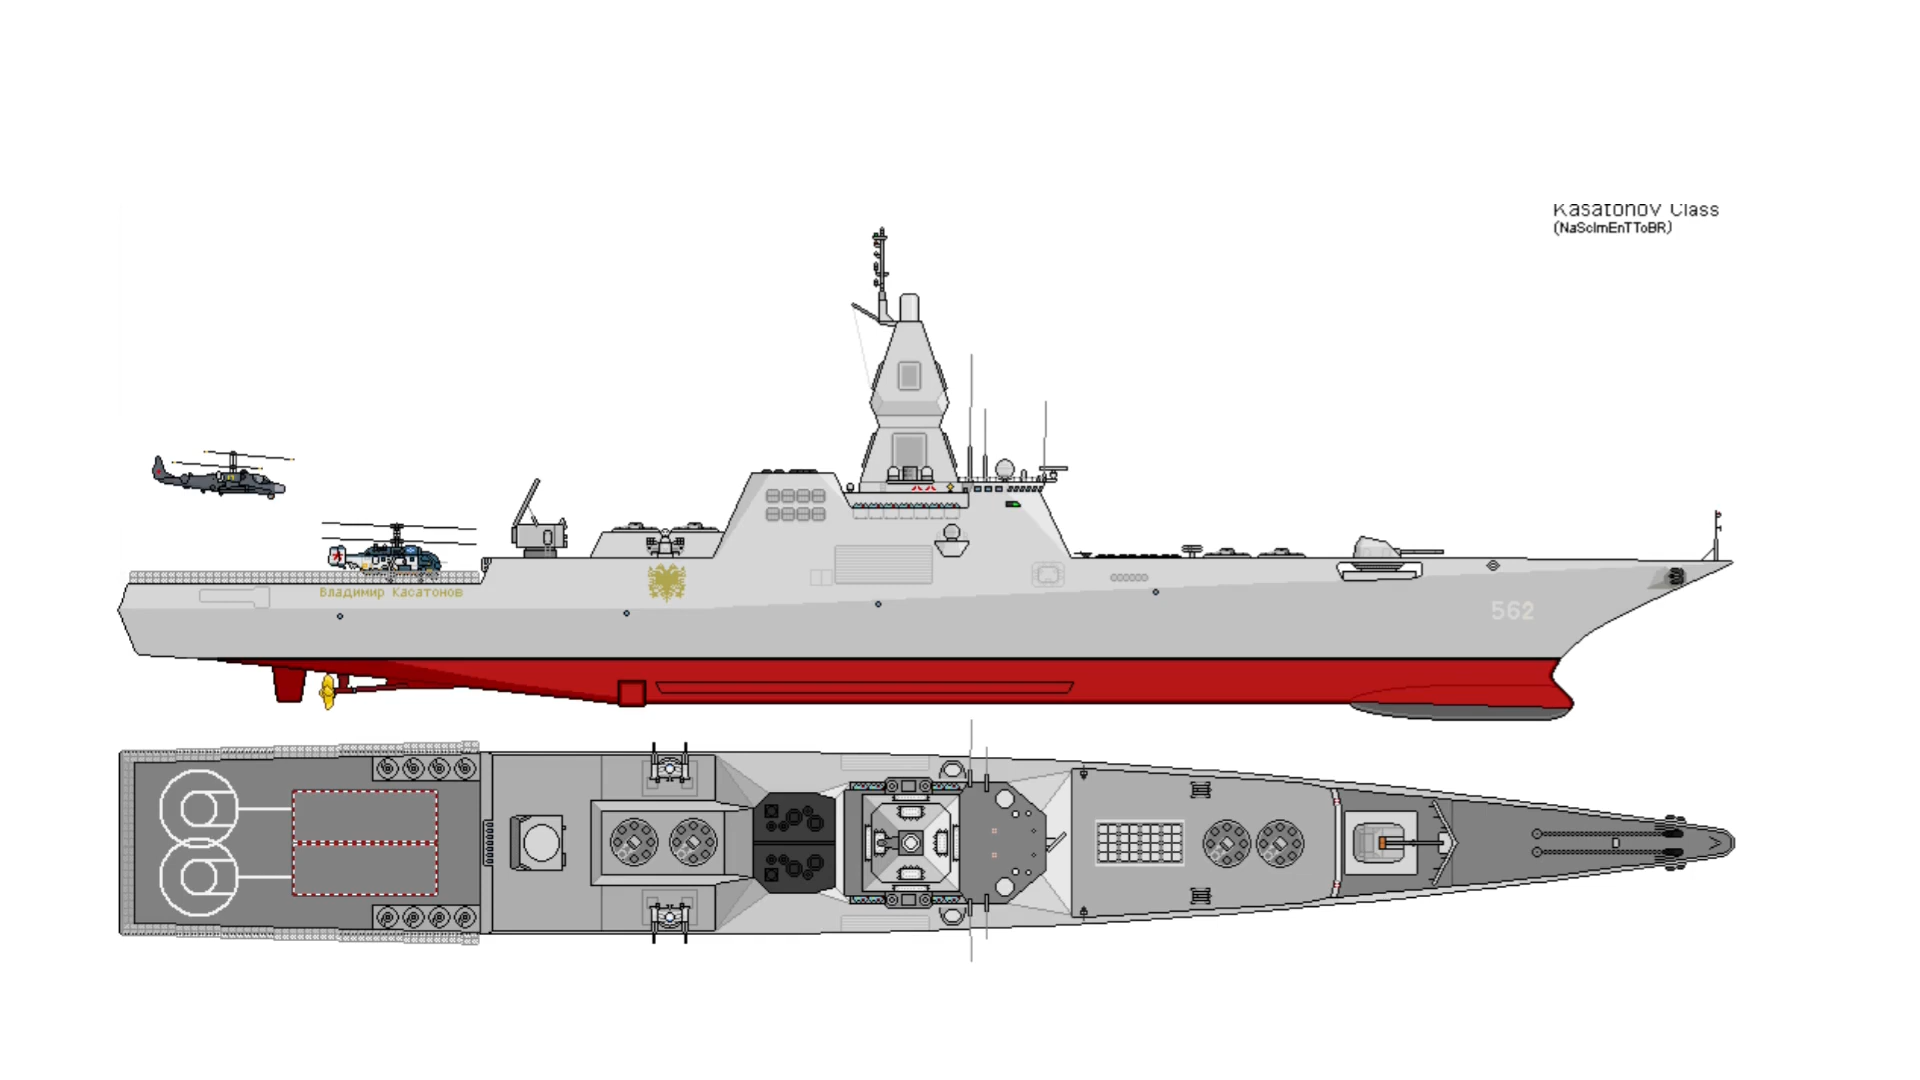 Kasatonov Class
(NaScImEnTToBR)
Владимир Касатонов
562